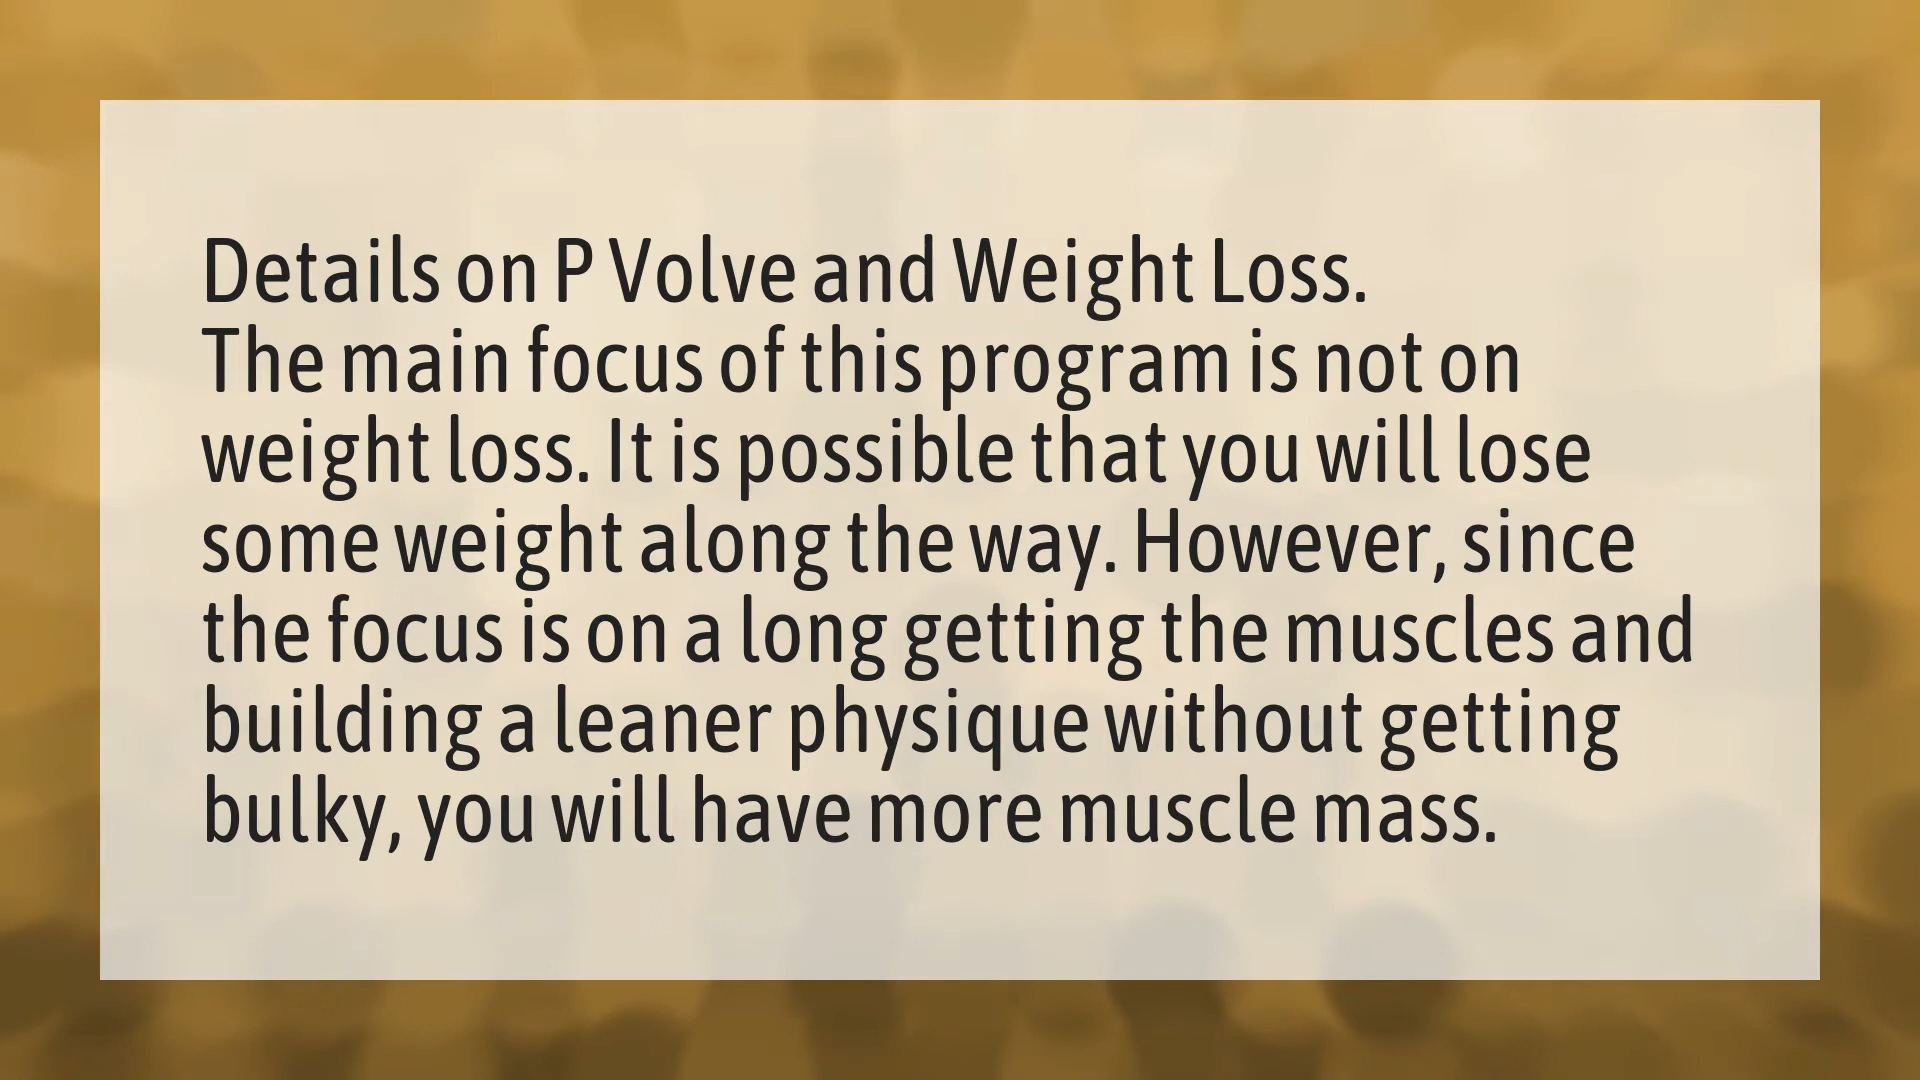 Details on P Volve and Weight Loss.
The main focus of this program is not on
weight loss. It is possible that you will lose
some weight along the way. However, since
the focus is on a long getting the muscles and
building a leaner physique without getting
bulky, you will have more muscle mass.